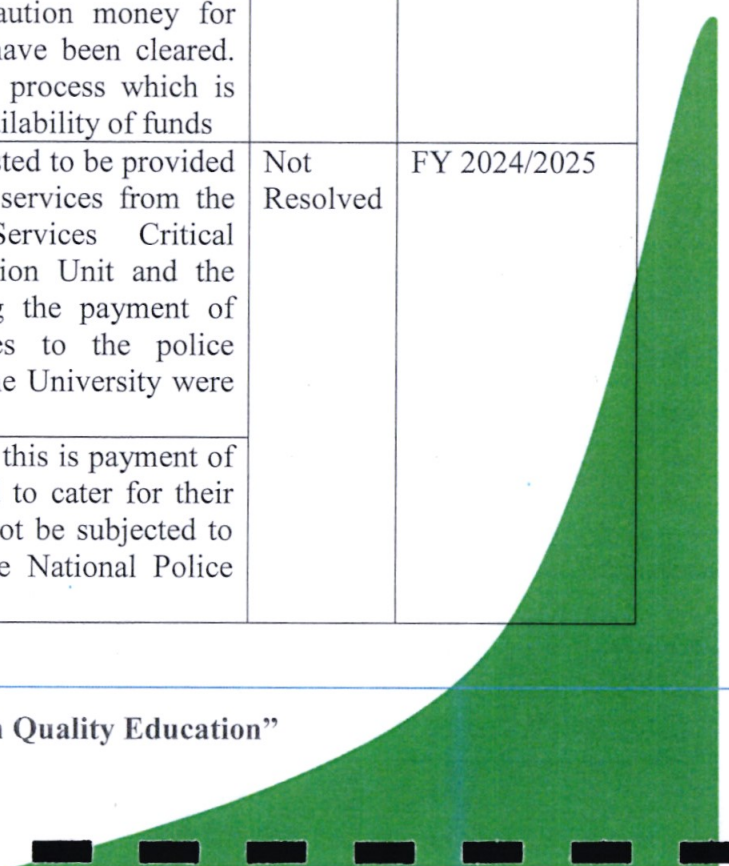 aution money for
have been cleared.
process which is
ilability of funds
sted to be provided
services from the
Services Critical
ion Unit and the
g the payment of
es to the police
e University were
Not
Resolved
FY 2024/2025
this is payment of
to cater for their
ot be subjected to
e National Police
n Quality Education”